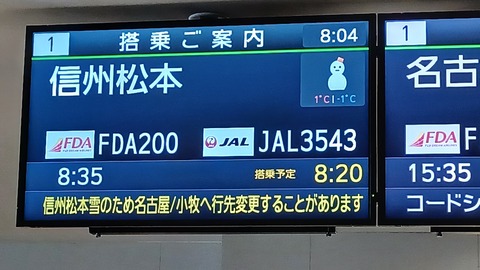 1 搭乗ご案内 8:04
信州松本
1℃|-1℃
FDA FDA200 JAL JAL3543
8:35 搭乗予定 8:20
信州松本雪のため名古屋/小牧へ行先変更することがあります
1
名古
FDA F
15:35
コードシ